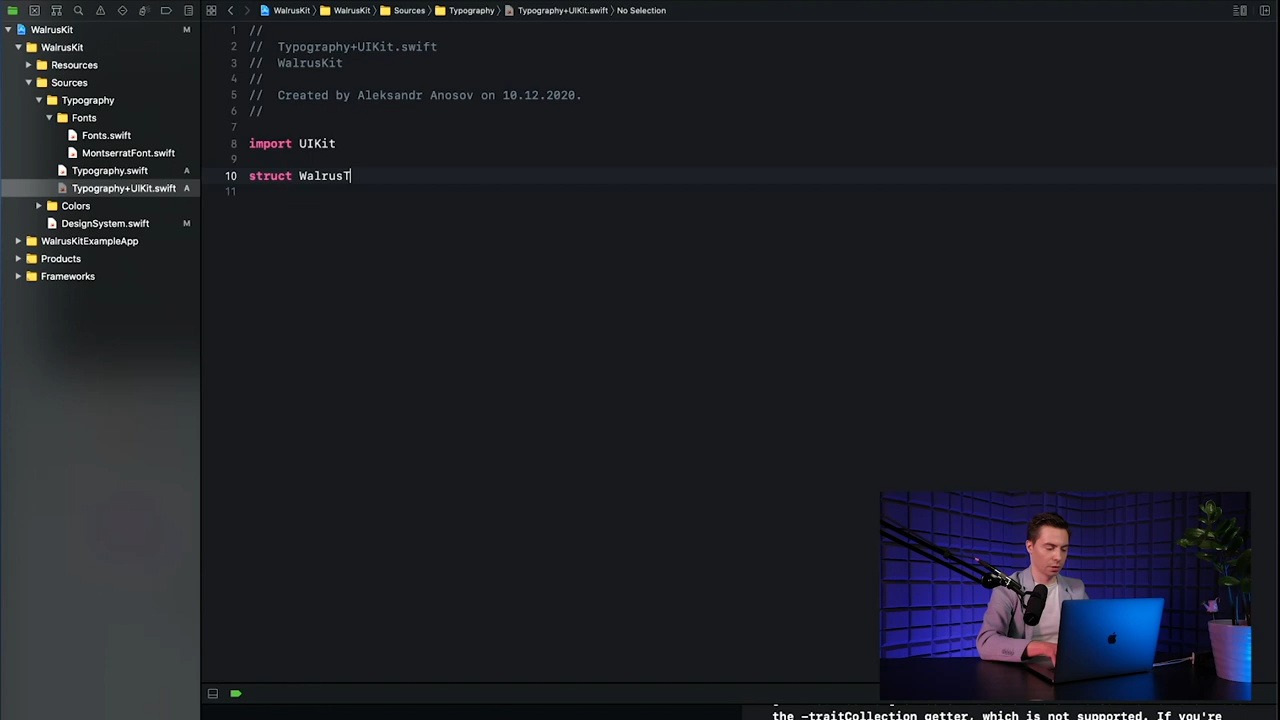 WalrusKit > WalrusKit > Sources > Typography > Typography+UIKit.swift > No Selection
WalrusKit M
WalrusKit
Resources
Sources
Typography
Fonts
Fonts.swift
MontserratFont.swift
Typography.swift A
Typography+UIKit.swift A
Colors
DesignSystem.swift M
WalrusKitExampleApp
Products
Frameworks
1 //
2 //  Typography+UIKit.swift
3 //  WalrusKit
4 //
5 //  Created by Aleksandr Anosov on 10.12.2020.
6 //
7
8 import UIKit
9
10 struct WalrusT
11
the -traitCollection getter, which is not supported. If you're